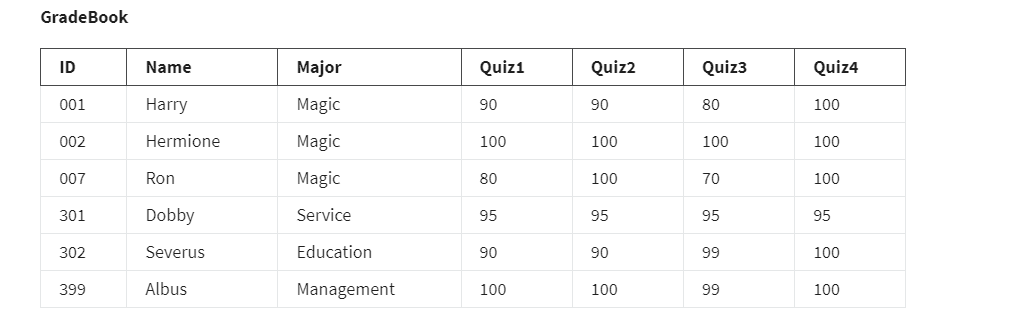 GradeBook
ID Name Major Quiz1 Quiz2 Quiz3 Quiz4
001 Harry Magic 90 90 80 100
002 Hermione Magic 100 100 100 100
007 Ron Magic 80 100 70 100
301 Dobby Service 95 95 95 95
302 Severus Education 90 90 99 100
399 Albus Management 100 100 99 100